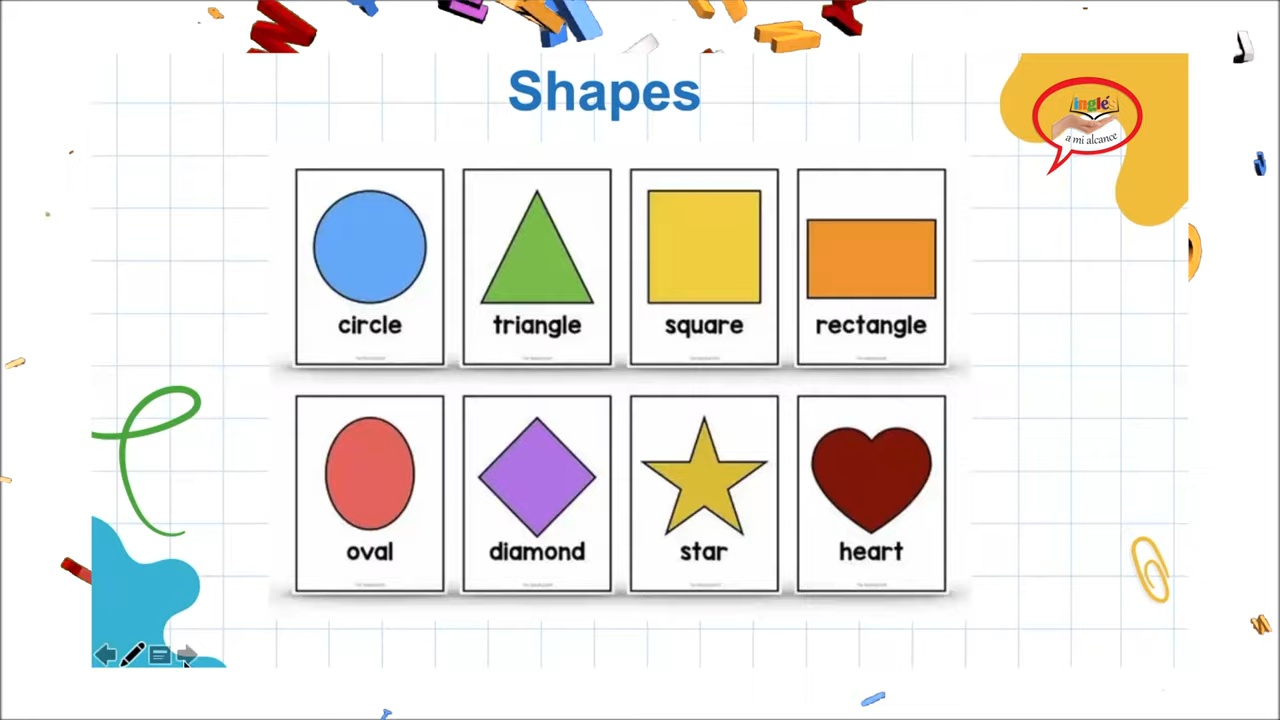 Shapes
inglés
a mi alcance
circle
triangle
square
rectangle
oval
diamond
star
heart